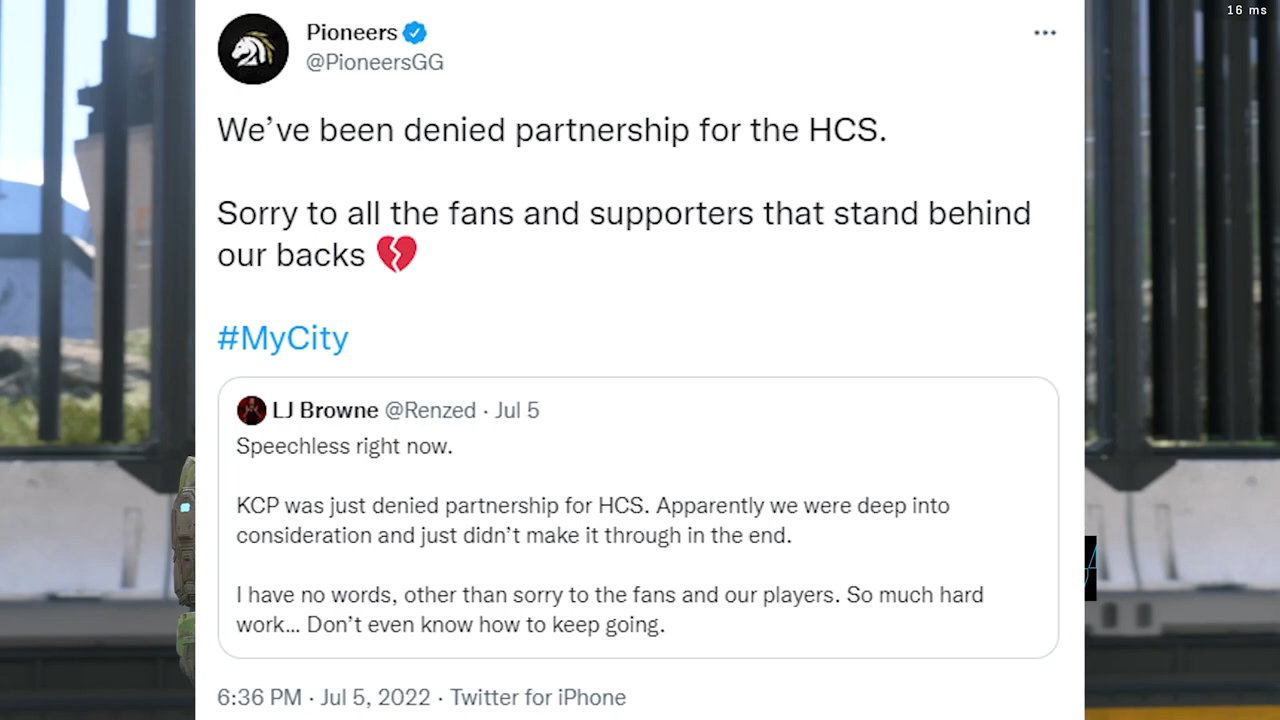 16 ms
Pioneers
@PioneersGG
We’ve been denied partnership for the HCS.
Sorry to all the fans and supporters that stand behind
our backs 💔
#MyCity
LJ Browne @Renzed · Jul 5
Speechless right now.
KCP was just denied partnership for HCS. Apparently we were deep into
consideration and just didn’t make it through in the end.
I have no words, other than sorry to the fans and our players. So much hard
work... Don’t even know how to keep going.
6:36 PM · Jul 5, 2022 · Twitter for iPhone